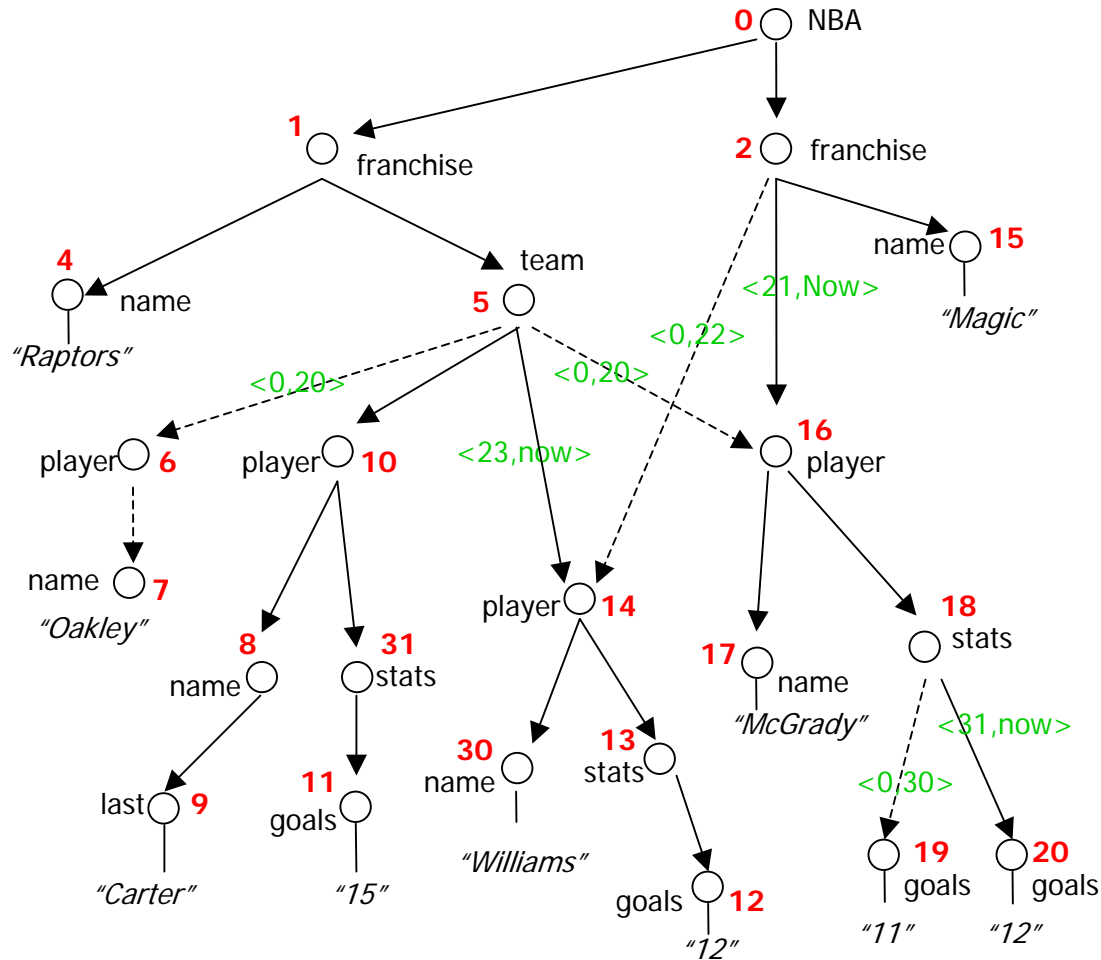 0 NBA
1
franchise
2 franchise
4
name
"Raptors"
team
5
name 15
"Magic"
<21,Now>
<0,22>
<0,20>
<0,20>
player 6
player 10
<23,now>
16
player
name 7
"Oakley"
player 14
8
name
31
stats
17
name
"McGrady"
18
stats
30
name
"Williams"
13
stats
<31,now>
<0,30>
last 9
"Carter"
11
goals
"15"
goals 12
"12"
19
goals
"11"
20
goals
"12"